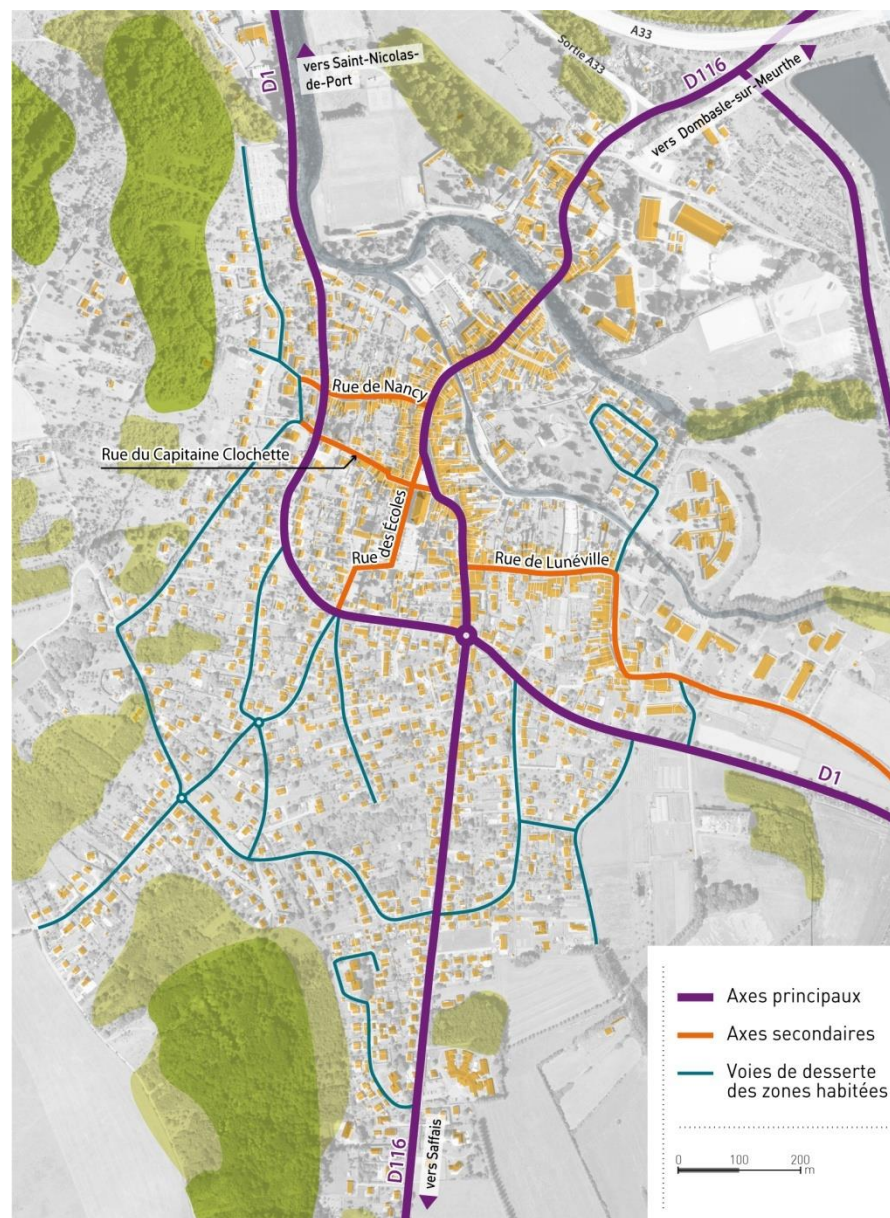 A33
Sortie A33
D1
vers Saint-Nicolas-
de-Port
D116
vers Dombasle-sur-Meurthe
Rue de Nancy
Rue du Capitaine Clochette
Rue des Écoles
Rue de Lunéville
D1
D116
vers Saffais
Axes principaux
Axes secondaires
Voies de desserte
des zones habitées
0 100 200
m